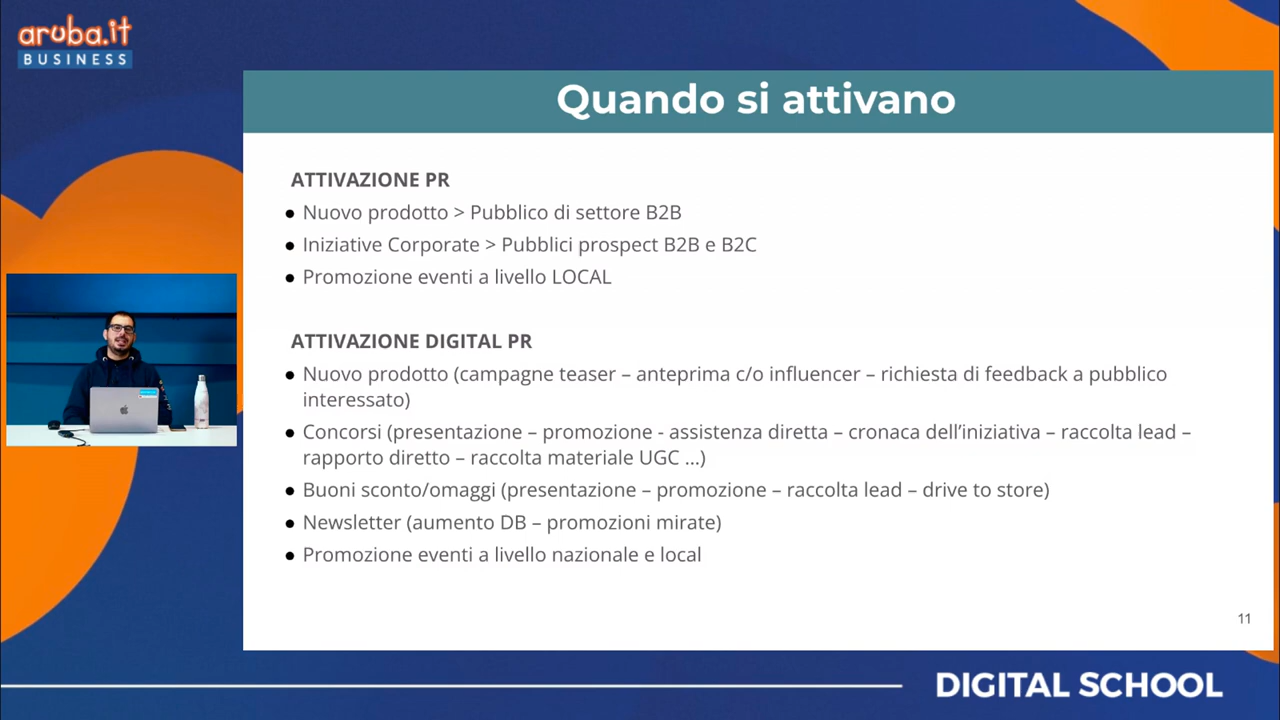 aruba.it
BUSINESS
Quando si attivano
ATTIVAZIONE PR
● Nuovo prodotto > Pubblico di settore B2B
● Iniziative Corporate > Pubblici prospect B2B e B2C
● Promozione eventi a livello LOCAL
ATTIVAZIONE DIGITAL PR
● Nuovo prodotto (campagne teaser – anteprima c/o influencer – richiesta di feedback a pubblico
interessato)
● Concorsi (presentazione – promozione - assistenza diretta – cronaca dell’iniziativa – raccolta lead –
rapporto diretto – raccolta materiale UGC ...)
● Buoni sconto/omaggi (presentazione – promozione – raccolta lead – drive to store)
● Newsletter (aumento DB – promozioni mirate)
● Promozione eventi a livello nazionale e local
11
DIGITAL SCHOOL